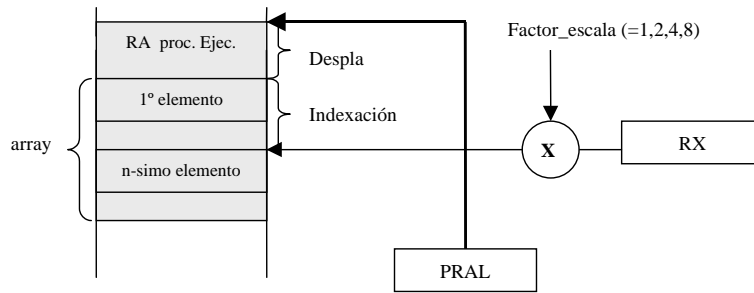 RA proc. Ejec.
Despla
Factor_escala (=1,2,4,8)
1º elemento
Indexación
array
X
RX
n-simo elemento
PRAL